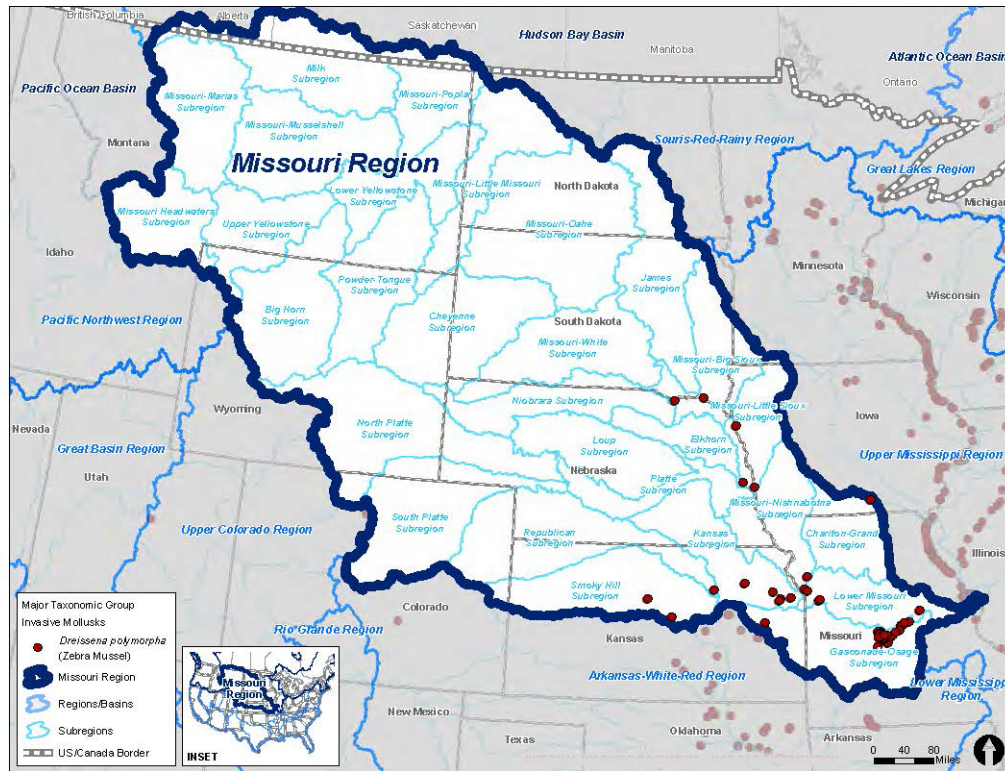 British Columbia
Alberta
Saskatchewan
Hudson Bay Basin
Manitoba
Atlantic Ocean Basin
Ontario
Pacific Ocean Basin
Milk
Subregion
Missouri-Marias
Subregion
Missouri-Poplar
Subregion
Missouri-Musselshell
Subregion
Montana
Souris-Red-Rainy Region
Great Lakes Region
Missouri Region
Missouri-Little Missouri
Subregion
North Dakota
Lower Yellowstone
Subregion
Michigan
Missouri Headwaters
Subregion
Upper Yellowstone
Subregion
Missouri-Oahe
Subregion
Idaho
Minnesota
Powder-Tongue
Subregion
James
Subregion
Wisconsin
Big Horn
Subregion
Cheyenne
Subregion
Pacific Northwest Region
South Dakota
Missouri-White
Subregion
Missouri-Big Sioux
Subregion
Niobrara Subregion
Missouri-Little Sioux
Subregion
Wyoming
Iowa
North Platte
Subregion
Nevada
Great Basin Region
Loup
Subregion
Elkhorn
Subregion
Upper Mississippi Region
Nebraska
Utah
Platte
Subregion
Missouri-Nishnabotna
Subregion
Upper Colorado Region
South Platte
Subregion
Republican
Subregion
Kansas
Subregion
Chariton-Grand
Subregion
Illinois
Smoky Hill
Subregion
Lower Missouri
Subregion
Colorado
Rio Grande Region
Kansas
Missouri
Gasconade-Osage
Subregion
Arkansas-White-Red Region
Lower Mississippi
Region
New Mexico
Oklahoma
Texas
Arkansas
Major Taxonomic Group
Invasive Mollusks
Dreissena polymorpha
(Zebra Mussel)
Missouri Region
Regions/Basins
Subregions
US/Canada Border
Missouri
Region
INSET
0 40 80
Miles